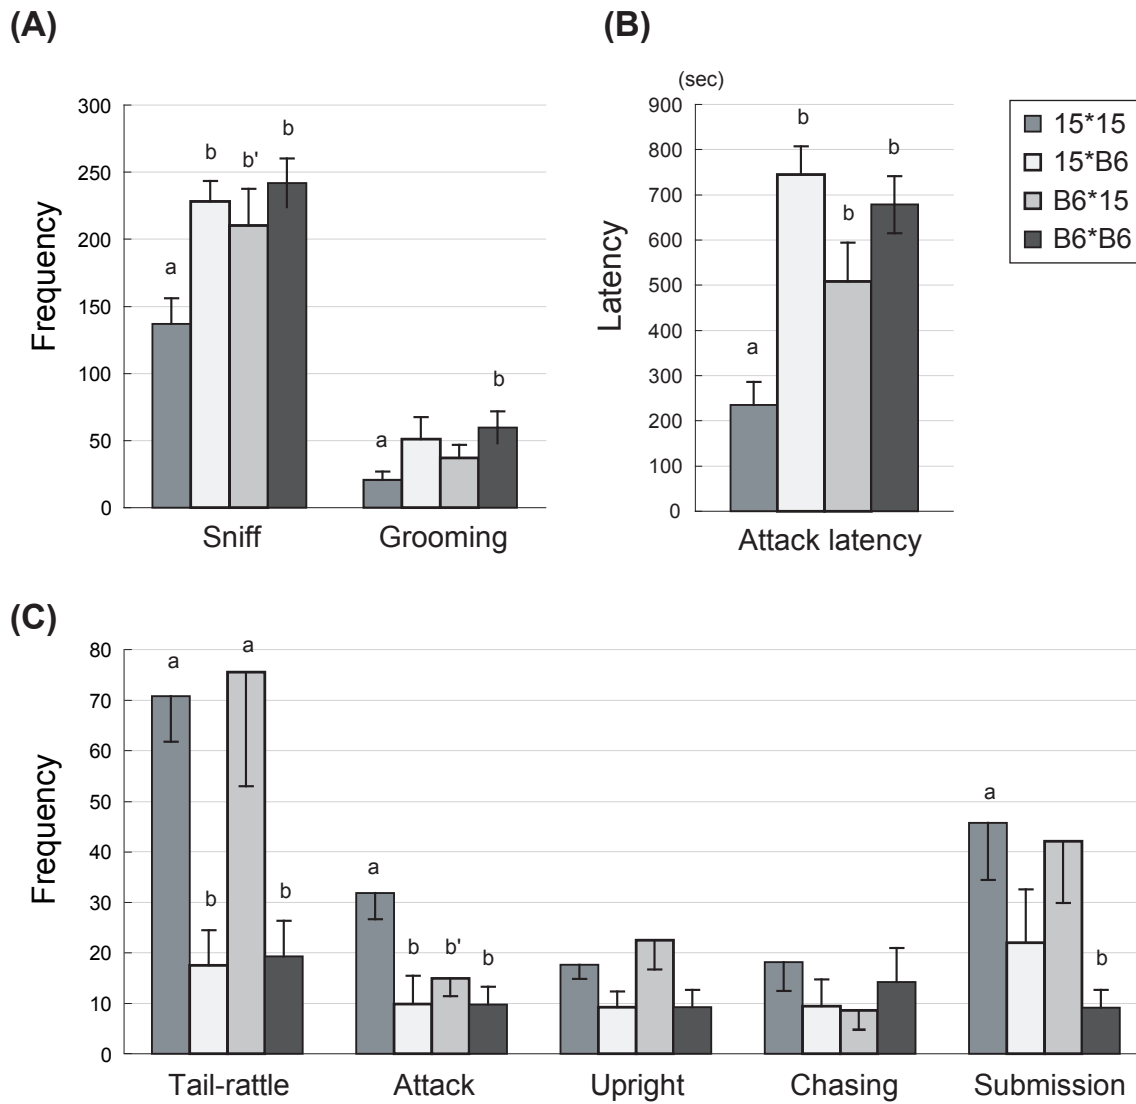 (A)
(B)
(sec)
300
250
200
150
100
50
0
Frequency
a
b
b'
b
a
b
Sniff
Grooming
900
800
700
600
500
400
300
200
100
0
Latency
a
b
b
b
Attack latency
15*15
15*B6
B6*15
B6*B6
(C)
80
70
60
50
40
30
20
10
0
Frequency
a
b
a
b
a
b
b'
b
a
b
Tail-rattle
Attack
Upright
Chasing
Submission